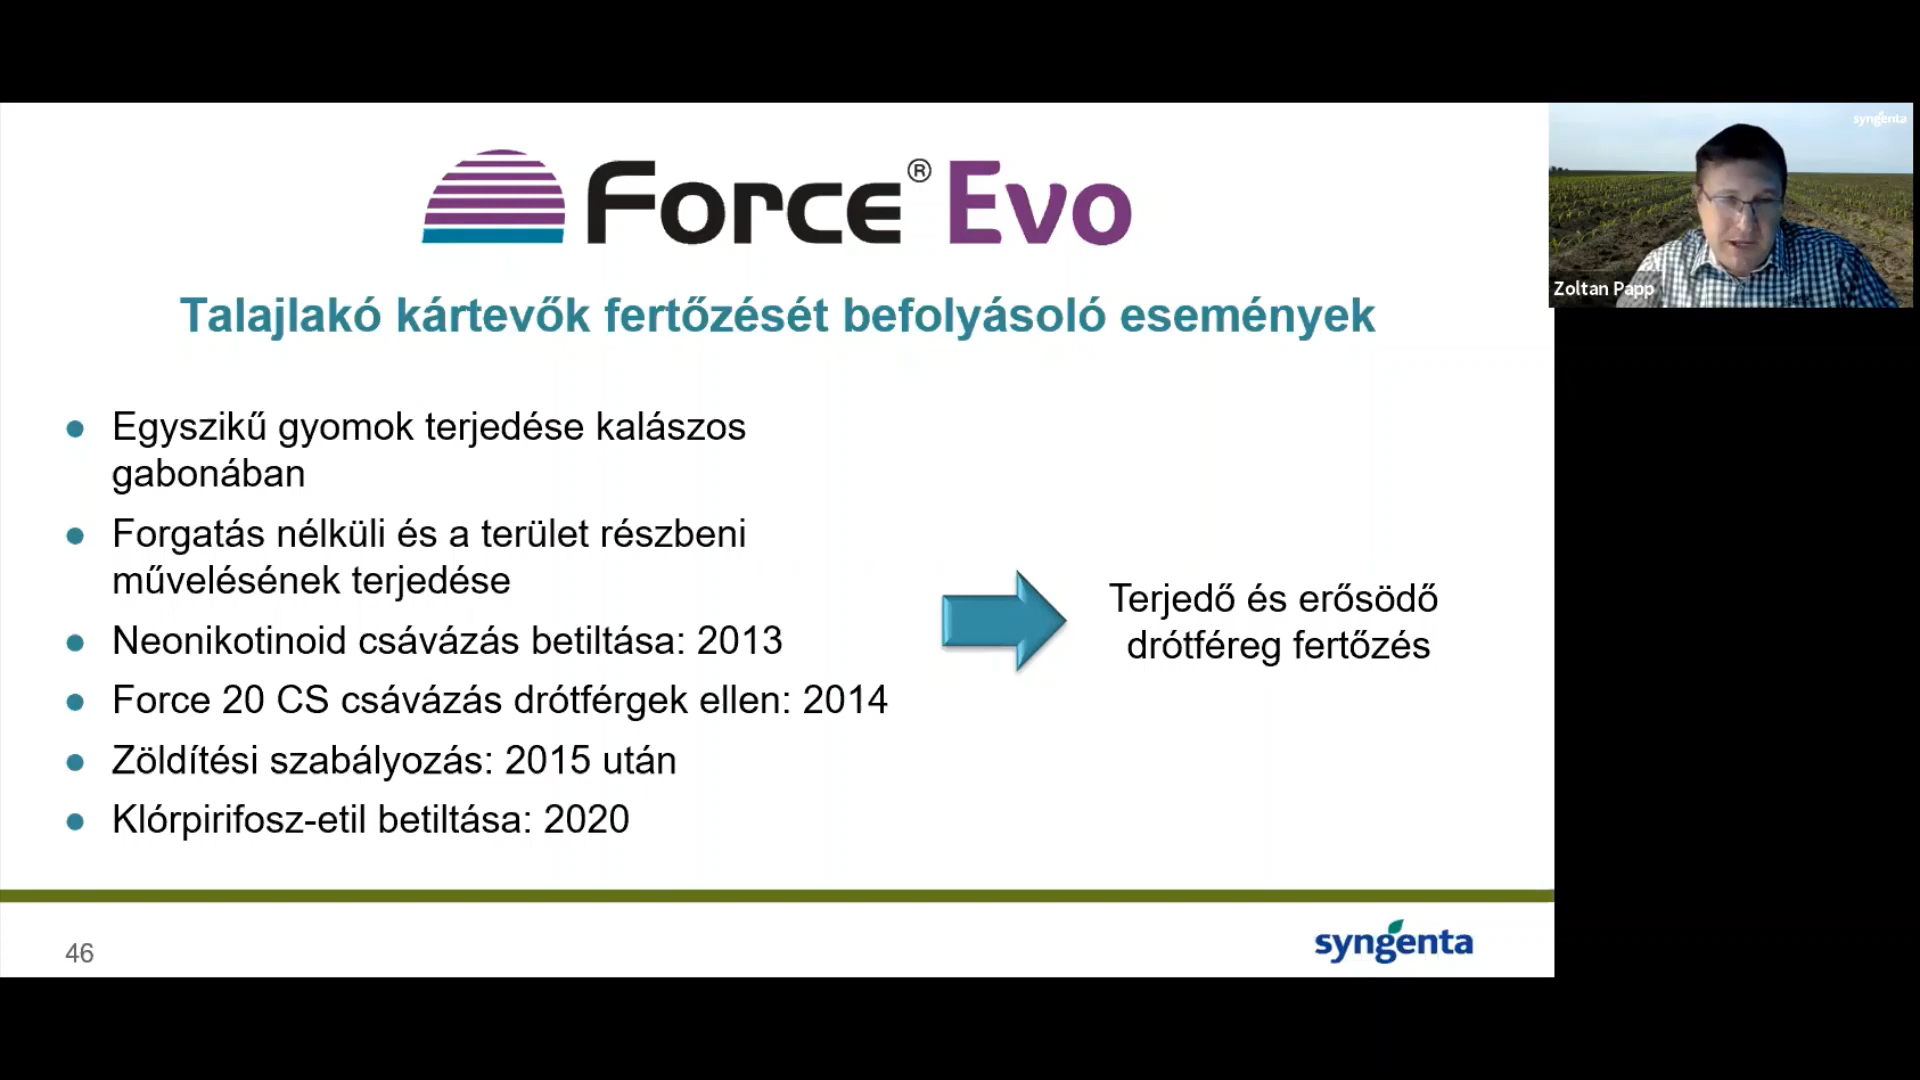 Force® Evo
syngenta
Zoltan Papp
Talajlakó kártevők fertőzését befolyásoló események
● Egyszikű gyomok terjedése kalászos
gabonában
● Forgatás nélküli és a terület részbeni
művelésének terjedése
● Neonikotinoid csávázás betiltása: 2013
● Force 20 CS csávázás drótférgek ellen: 2014
● Zöldítési szabályozás: 2015 után
● Klórpirifosz-etil betiltása: 2020
Terjedő és erősödő
drótféreg fertőzés
46
syngenta